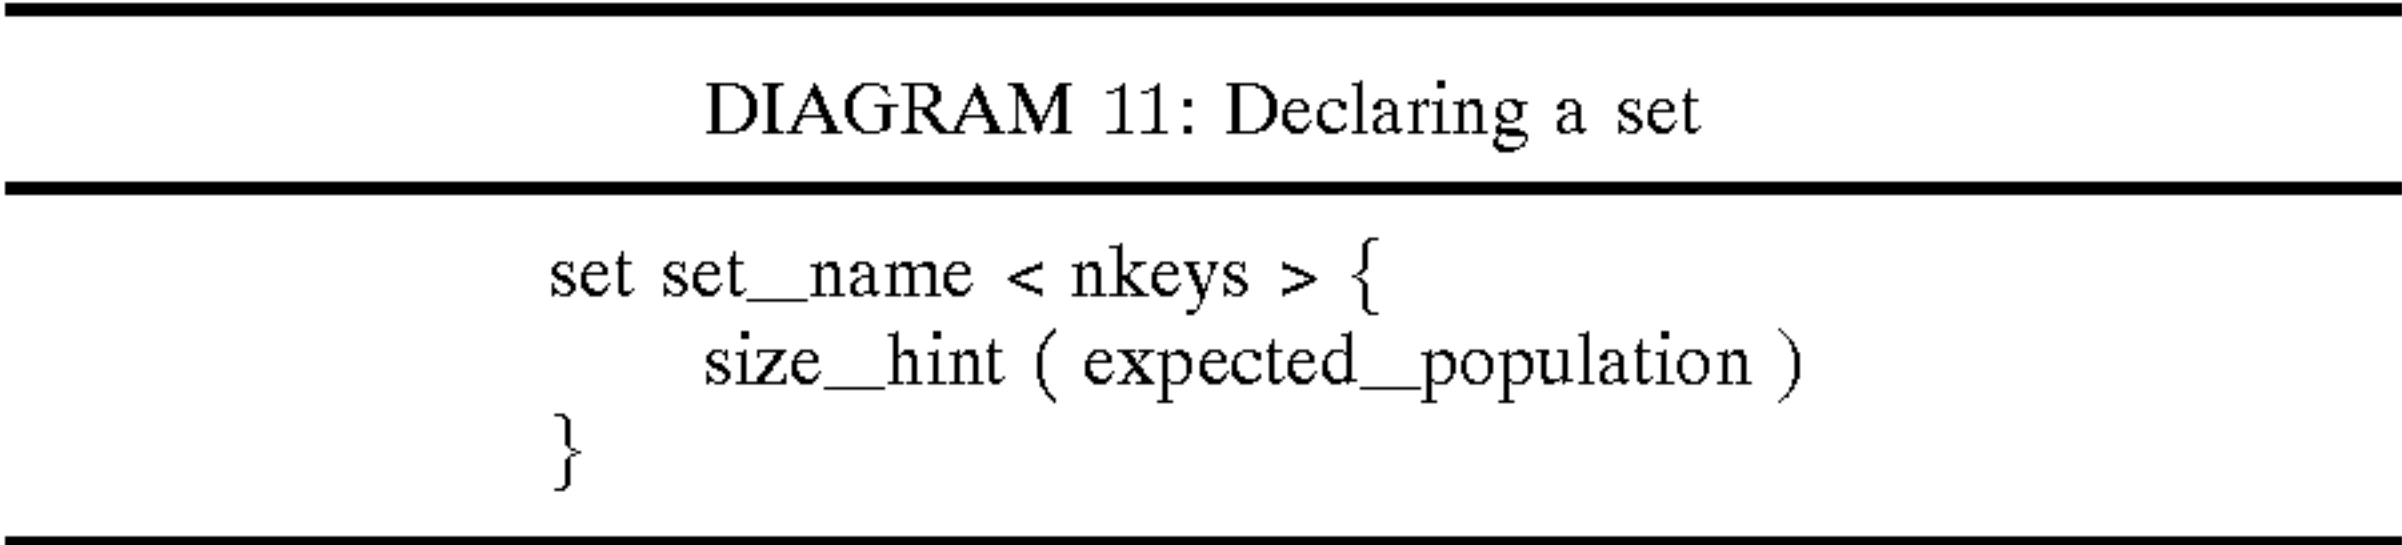 DIAGRAM 11: Declaring a set
set set_name < nkeys > {
size_hint ( expected_population )
}